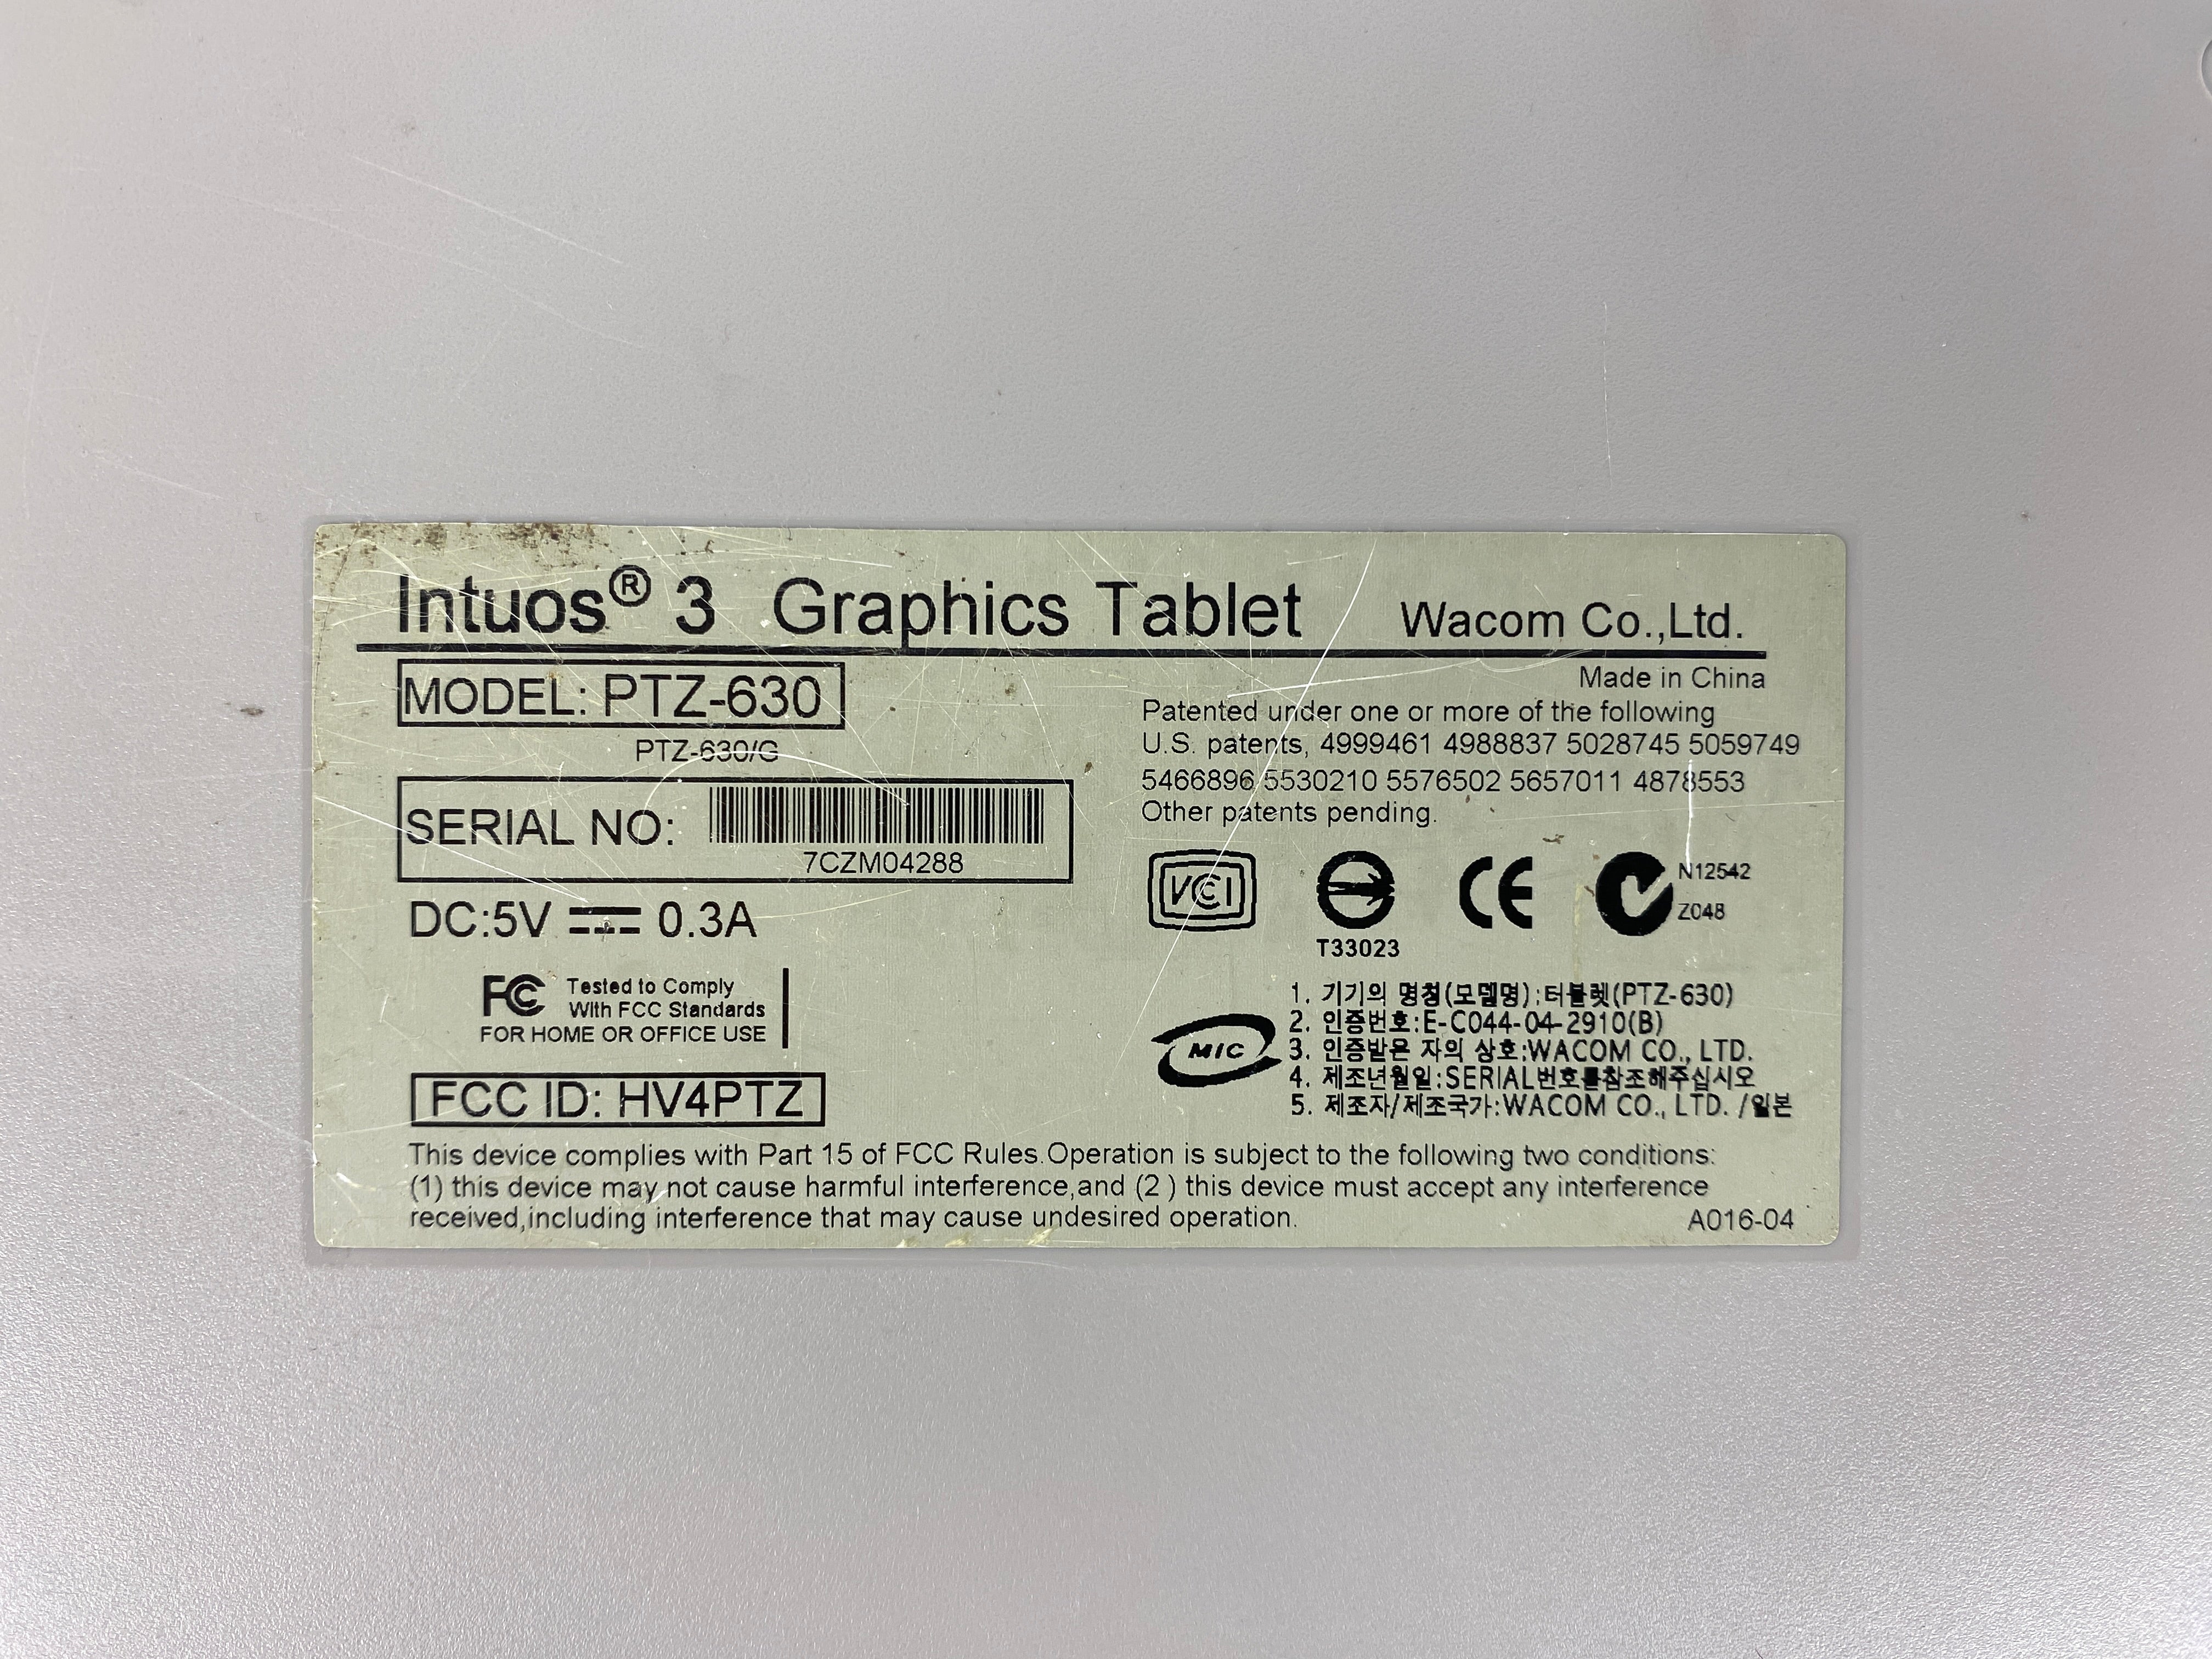 Intuos® 3 Graphics Tablet Wacom Co.,Ltd.
MODEL: PTZ-630
PTZ-630/G
SERIAL NO:
7CZM04288
DC:5V 0.3A
FC Tested to Comply
With FCC Standards
FOR HOME OR OFFICE USE
FCC ID: HV4PTZ
Made in China
Patented under one or more of the following
U.S. patents, 4999461 4988837 5028745 5059749
5466896 5530210 5576502 5657011 4878553
Other patents pending.
VCI
T33023
CE
N12542
Z048
MIC
1. 기기의 명칭(모델명):터블렛(PTZ-630)
2. 인증번호:E-C044-04-2910(B)
3. 인증받은 자의 상호:WACOM CO., LTD.
4. 제조년월일:SERIAL번호를참조해주십시오
5. 제조자/제조국가:WACOM CO., LTD. /일본
This device complies with Part 15 of FCC Rules.Operation is subject to the following two conditions:
(1) this device may not cause harmful interference,and (2 ) this device must accept any interference
received,including interference that may cause undesired operation.
A016-04